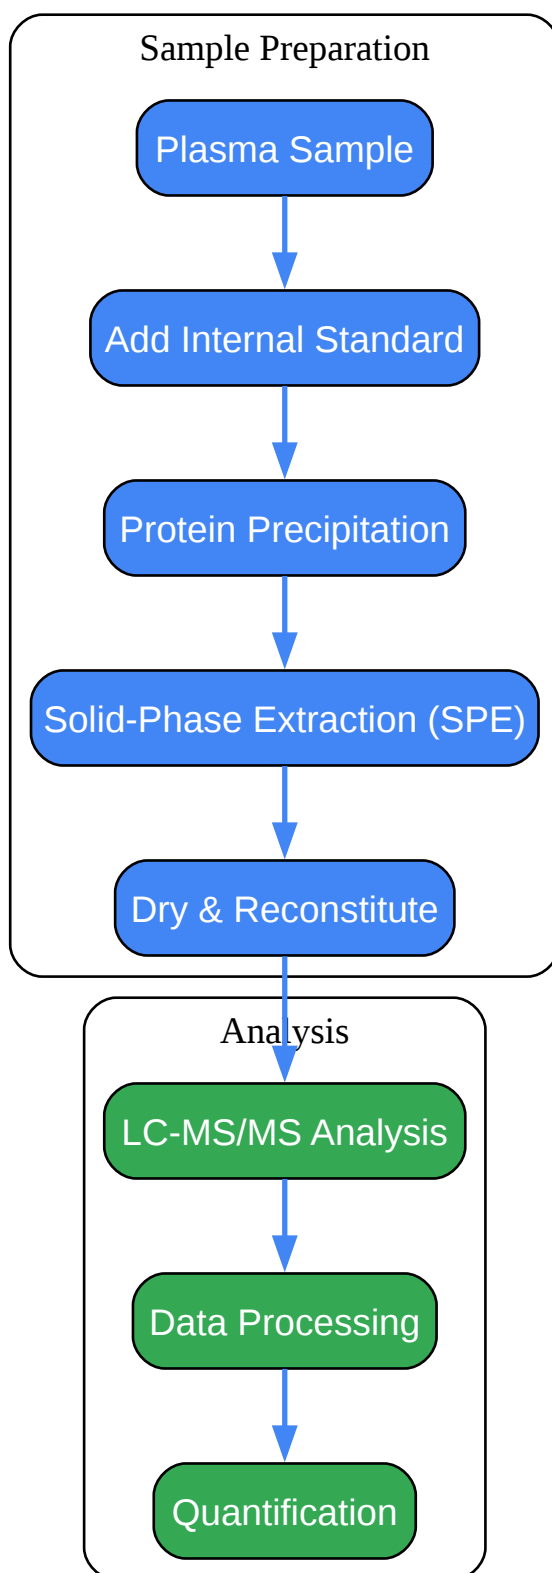 Sample Preparation
Plasma Sample
Add Internal Standard
Protein Precipitation
Solid-Phase Extraction (SPE)
Dry & Reconstitute
Analysis
LC-MS/MS Analysis
Data Processing
Quantification